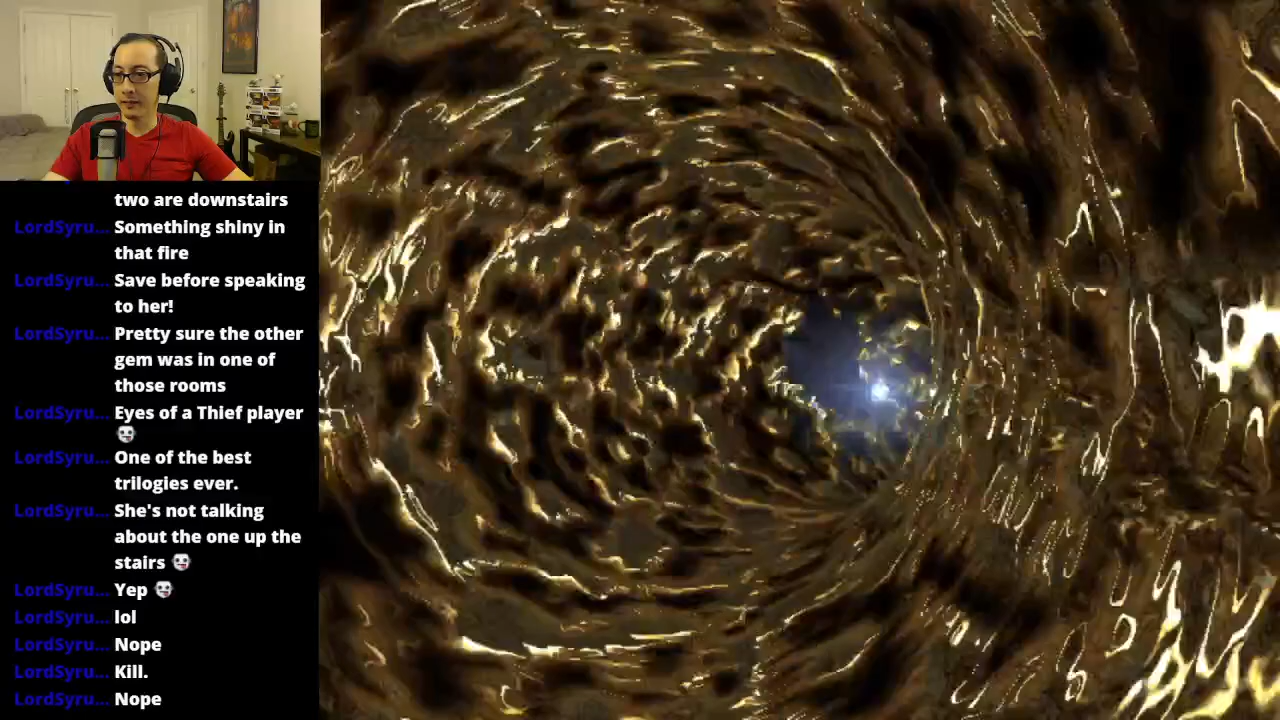 two are downstairs
LordSyru... Something shiny in
that fire
LordSyru... Save before speaking
to her!
LordSyru... Pretty sure the other
gem was in one of
those rooms
LordSyru... Eyes of a Thief player
LordSyru... One of the best
trilogies ever.
LordSyru... She's not talking
about the one up the
stairs
LordSyru... Yep
LordSyru... lol
LordSyru... Nope
LordSyru... Kill.
LordSyru... Nope